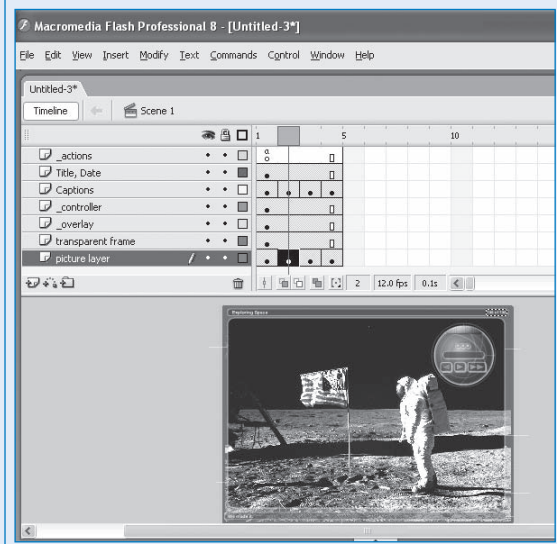 Macromedia Flash Professional 8 - [Untitled-3*]
File Edit View Insert Modify Text Commands Control Window Help
Untitled-3*
Timeline Scene 1
1 5 10
_actions a
Title, Date
Captions
_controller
_overlay
transparent frame
picture layer
2 12.0 fps 0.1s
Exploring Space